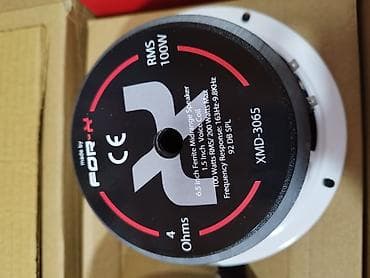 made by
FOR-X
CE
RMS
100W
6.5 Inch Ferrite Midrange Speaker
1.5 Inch Voice Coil
100 Watts RMS/ 200 Watts Max
Frequency Response: 163Hz-9.8KHz
92 DB SPL
XMD-3065
4
Ohms